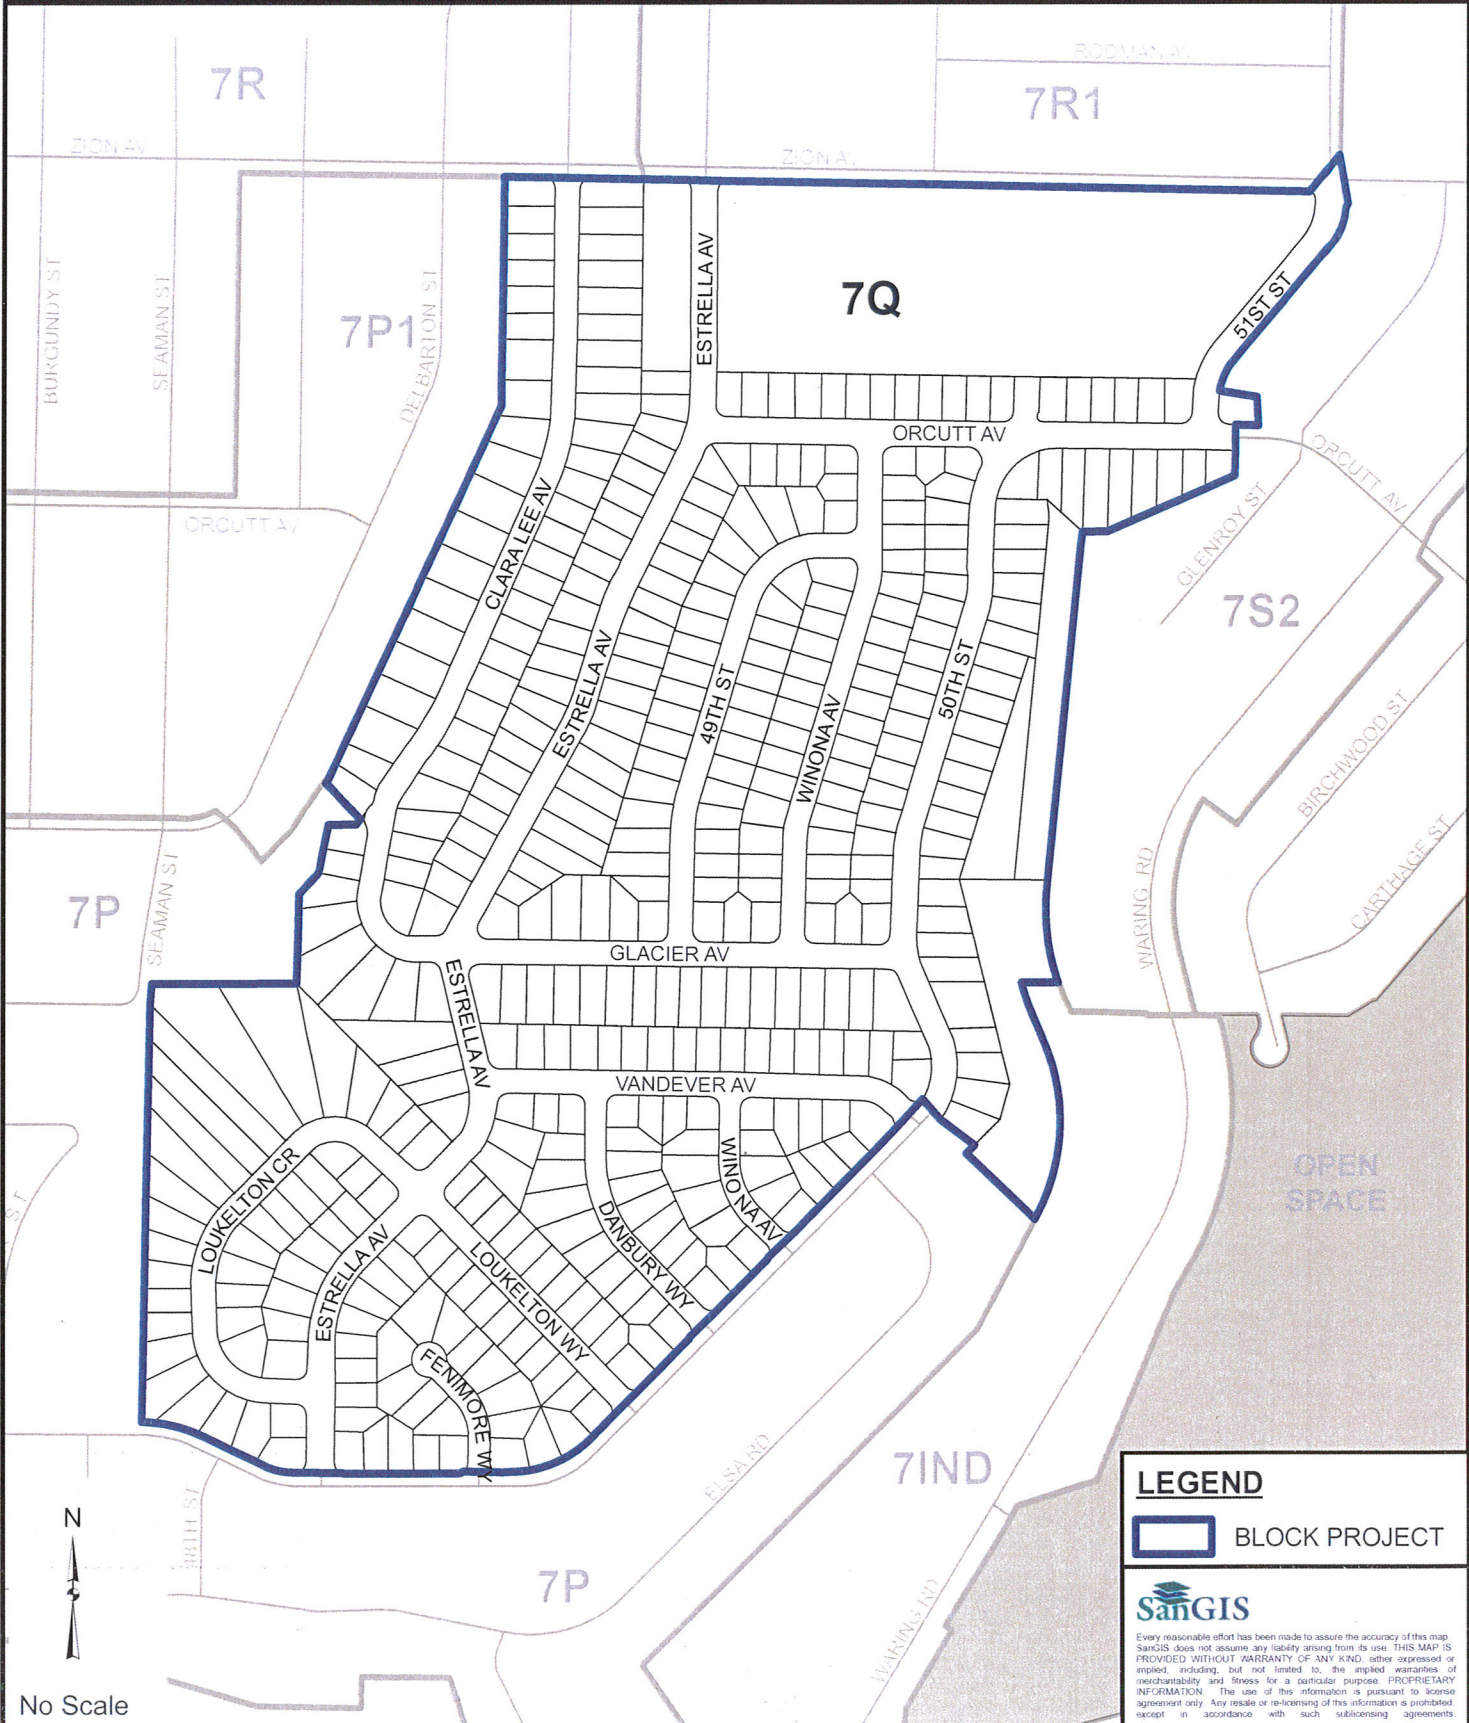 7R
RODMAN AV
7R1
ZION AV
ZION AV
BURGUNDY ST
SEAMAN ST
7P1
DELBARTON ST
ESTRELLA AV
7Q
51ST ST
ORCUTT AV
ORCUTT AV
ORCUTT AV
GLENROY ST
CLARA LEE AV
7S2
ESTRELLA AV
49TH ST
WINONA AV
50TH ST
BIRCHWOOD ST
WARING RD
CARTHAGE ST
7P
SEAMAN ST
GLACIER AV
ESTRELLA AV
VANDEVER AV
OPEN
SPACE
LOUKELTON CR
WINONA AV
DANBURY WY
ESTRELLA AV
LOUKELTON WY
FENIMORE WY
ELSA RD
7IND
48TH ST
7P
WARING RD
N
No Scale
LEGEND
BLOCK PROJECT
SanGIS
Every reasonable effort has been made to assure the accuracy of this map
SanGIS does not assume any liability arising from its use. THIS MAP IS
PROVIDED WITHOUT WARRANTY OF ANY KIND, either expressed or
implied, including, but not limited to, the implied warranties of
merchantability and fitness for a particular purpose. PROPRIETARY
INFORMATION. The use of this information is pursuant to license
agreement only. Any resale or re-licensing of this information is prohibited,
except in accordance with such sublicensing agreements.